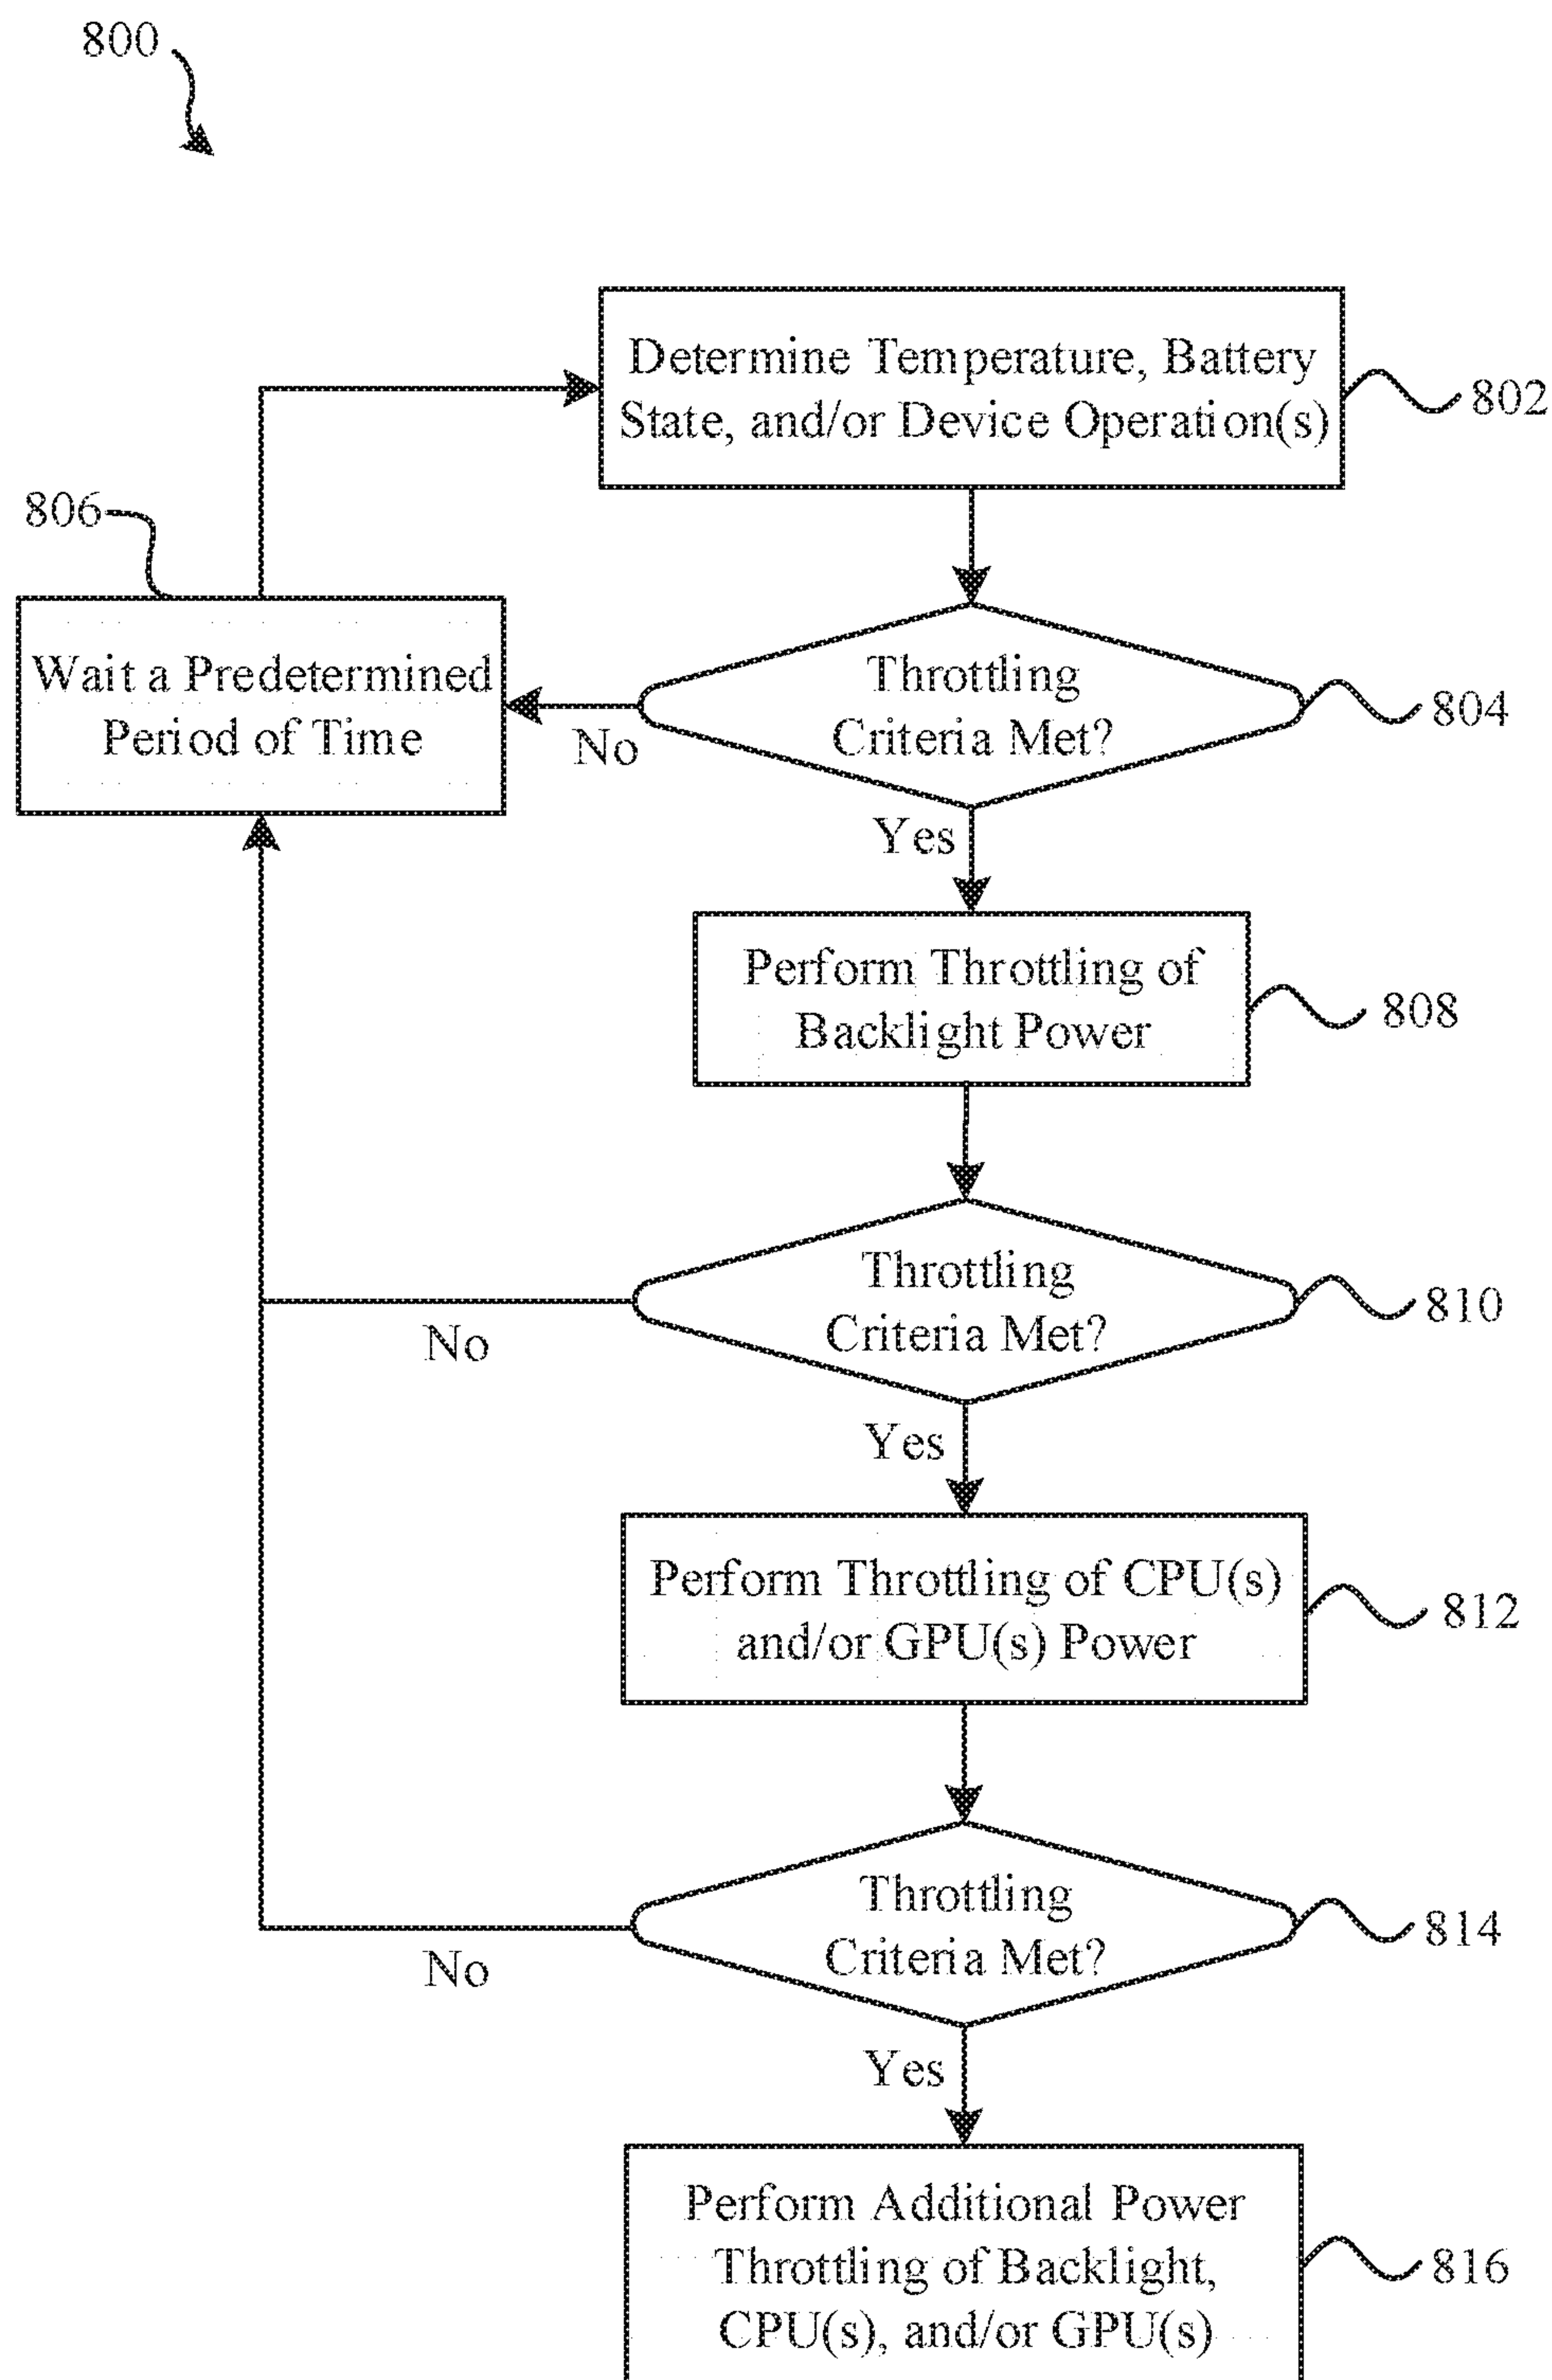 800
Determine Temperature, Battery
State, and/or Device Operation(s)
802
806
Wait a Predetermined
Period of Time
Throttling
Criteria Met?
804
No
Yes
Perform Throttling of
Backlight Power
808
Throttling
Criteria Met?
810
No
Yes
Perform Throttling of CPU(s)
and/or GPU(s) Power
812
Throttling
Criteria Met?
814
No
Yes
Perform Additional Power
Throttling of Backlight,
CPU(s), and/or GPU(s)
816